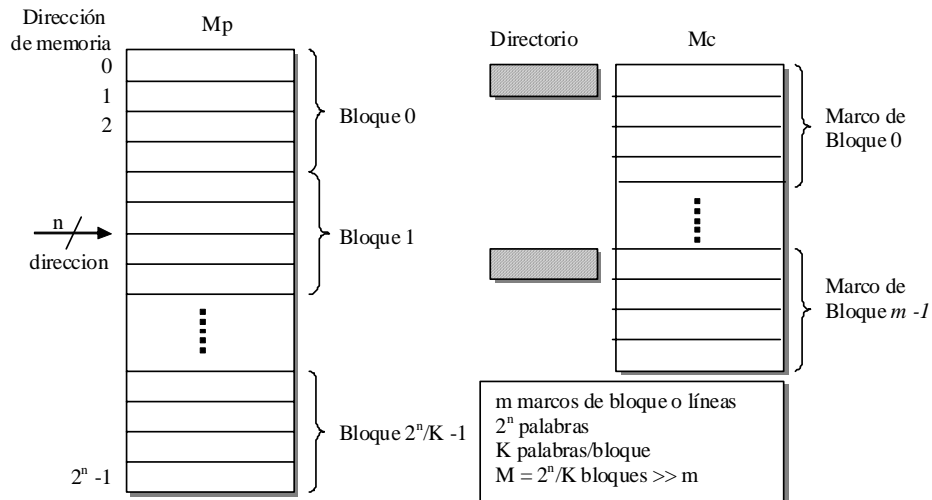 Dirección
de memoria
Mp
0
1
2
Bloque 0
n
direccion
Bloque 1
Bloque 2ⁿ/K -1
2ⁿ -1
Directorio
Mc
Marco de
Bloque 0
Marco de
Bloque m -1
m marcos de bloque o líneas
2ⁿ palabras
K palabras/bloque
M = 2ⁿ/K bloques >> m